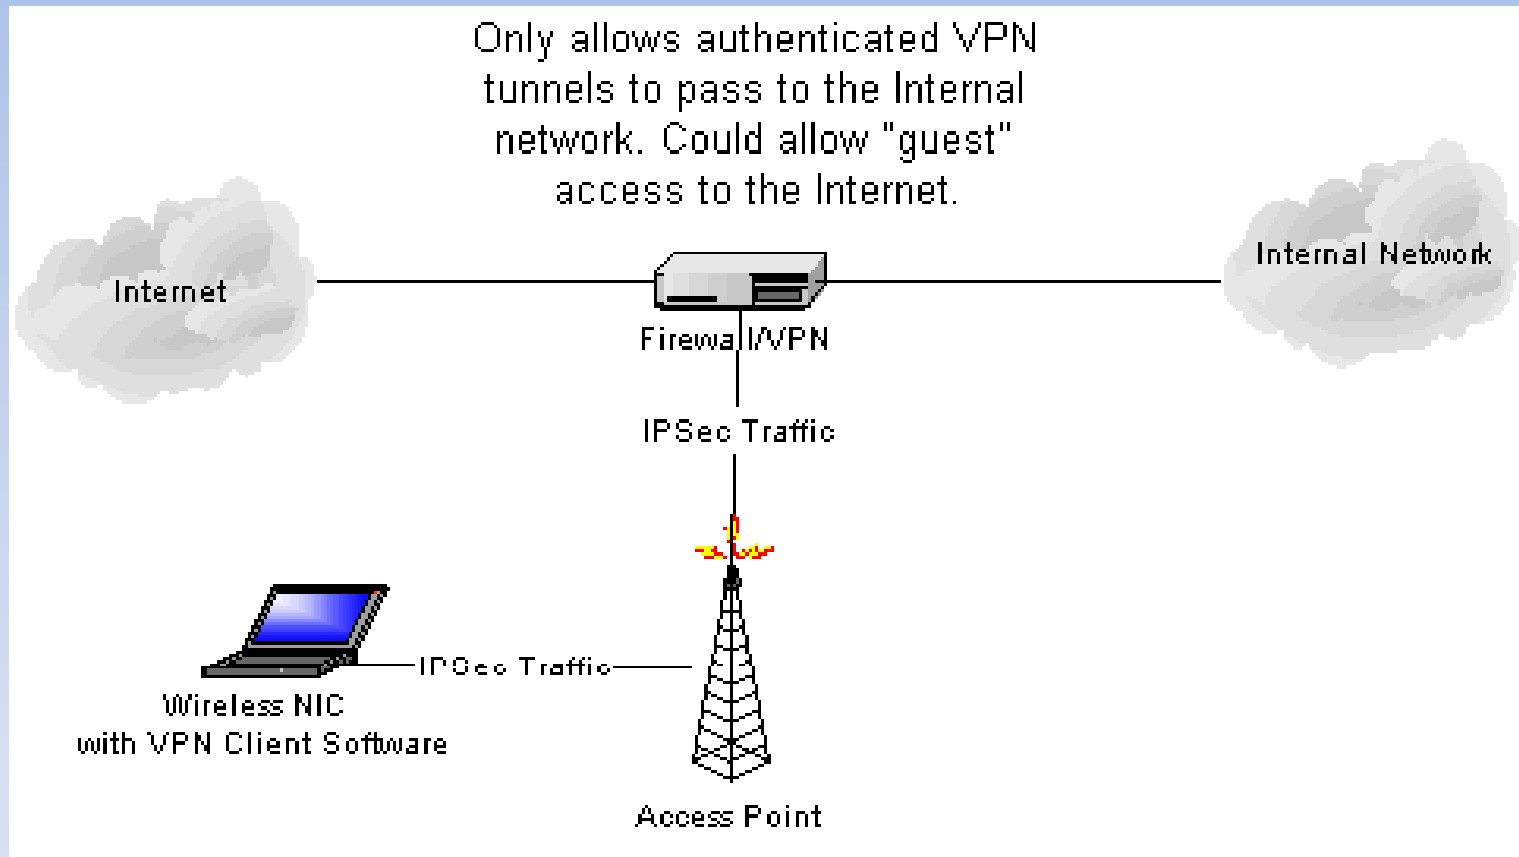 Only allows authenticated VPN
tunnels to pass to the Internal
network. Could allow "guest"
access to the Internet.
Internet
Internal Network
Firewall/VPN
IPSec Traffic
IPSec Traffic
Wireless NIC
with VPN Client Software
Access Point